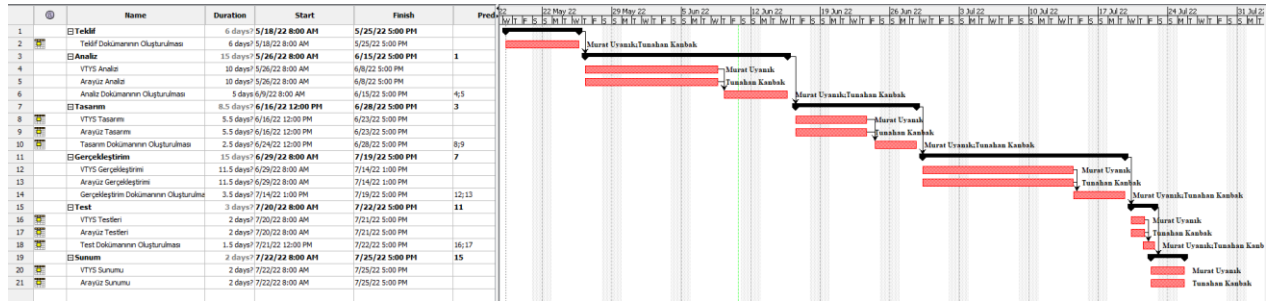 Name Duration Start Finish Pred
22 22 May 22 29 May 22 5 Jun 22 12 Jun 22 19 Jun 22 26 Jun 22 3 Jul 22 10 Jul 22 17 Jul 22 24 Jul 22 31 Jul 22
W T F S S M T W T F S S M T W T F S S M T W T F S S M T W T F S S M T W T F S S M T W T F S S M T W T F S S M T W T F S S M T W T F S S M T W T F S S M T
1 Teklif 6 days? 5/18/22 8:00 AM 5/25/22 5:00 PM
2 Teklif Dokümanın Oluşturulması 6 days? 5/18/22 8:00 AM 5/25/22 5:00 PM Murat Uyanık;Tunahan Kanbak
3 Analiz 15 days? 5/26/22 8:00 AM 6/15/22 5:00 PM 1
4 VTYS Analizi 10 days? 5/26/22 8:00 AM 6/8/22 5:00 PM Murat Uyanık
5 Arayüz Analizi 10 days? 5/26/22 8:00 AM 6/8/22 5:00 PM Tunahan Kanbak
6 Analiz Dokümanının Oluşturulması 5 days 6/9/22 8:00 AM 6/15/22 5:00 PM 4;5 Murat Uyanık;Tunahan Kanbak
7 Tasarım 8.5 days? 6/16/22 12:00 PM 6/28/22 5:00 PM 3
8 VTYS Tasarımı 5.5 days? 6/16/22 12:00 PM 6/23/22 5:00 PM Murat Uyanık
9 Arayüz Tasarımı 5.5 days? 6/16/22 12:00 PM 6/23/22 5:00 PM Tunahan Kanbak
10 Tasarım Dokümanının Oluşturulması 2.5 days? 6/24/22 12:00 PM 6/28/22 5:00 PM 8;9 Murat Uyanık;Tunahan Kanbak
11 Gerçekleştirim 15 days? 6/29/22 8:00 AM 7/19/22 5:00 PM 7
12 VTYS Gerçekleştirimi 11.5 days? 6/29/22 8:00 AM 7/14/22 1:00 PM Murat Uyanık
13 Arayüz Gerçekleştirimi 11.5 days? 6/29/22 8:00 AM 7/14/22 1:00 PM Tunahan Kanbak
14 Gerçekleştirim Dokümanının Oluşturulma 3.5 days? 7/14/22 1:00 PM 7/19/22 5:00 PM 12;13 Murat Uyanık;Tunahan Kanbak
15 Test 3 days? 7/20/22 8:00 AM 7/22/22 5:00 PM 11
16 VTYS Testleri 2 days? 7/20/22 8:00 AM 7/21/22 5:00 PM Murat Uyanık
17 Arayüz Testleri 2 days? 7/20/22 8:00 AM 7/21/22 5:00 PM Tunahan Kanbak
18 Test Dokümanının Oluşturulması 1.5 days? 7/21/22 12:00 PM 7/22/22 5:00 PM 16;17 Murat Uyanık;Tunahan Kanb
19 Sunum 2 days? 7/22/22 8:00 AM 7/25/22 5:00 PM 15
20 VTYS Sunumu 2 days? 7/22/22 8:00 AM 7/25/22 5:00 PM Murat Uyanık
21 Arayüz Sunumu 2 days? 7/22/22 8:00 AM 7/25/22 5:00 PM Tunahan Kanbak